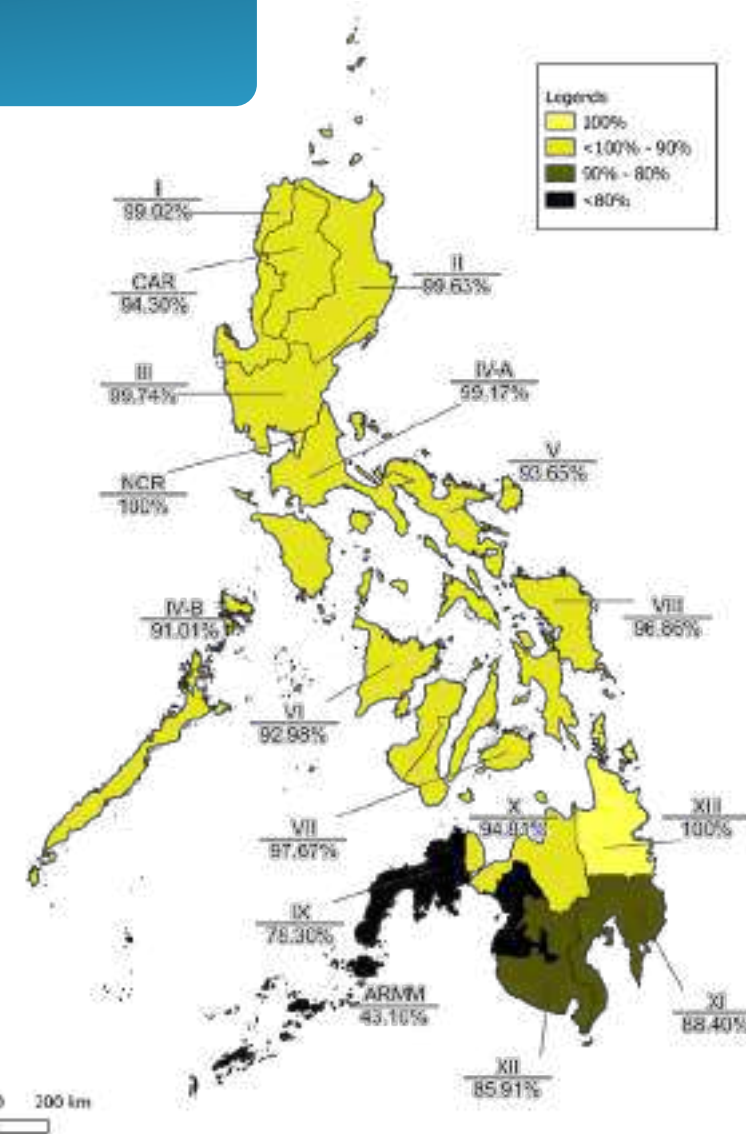 Legends
100%
<100% - 90%
90% - 80%
<80%
I
99.02%
CAR
94.30%
II
99.63%
III
99.74%
IV-A
99.17%
NCR
100%
V
93.65%
IV-B
91.01%
VIII
96.86%
VI
92.98%
VII
97.67%
X
94.81%
XIII
100%
IX
78.30%
ARMM
43.10%
XI
88.40%
XII
85.91%
200 km